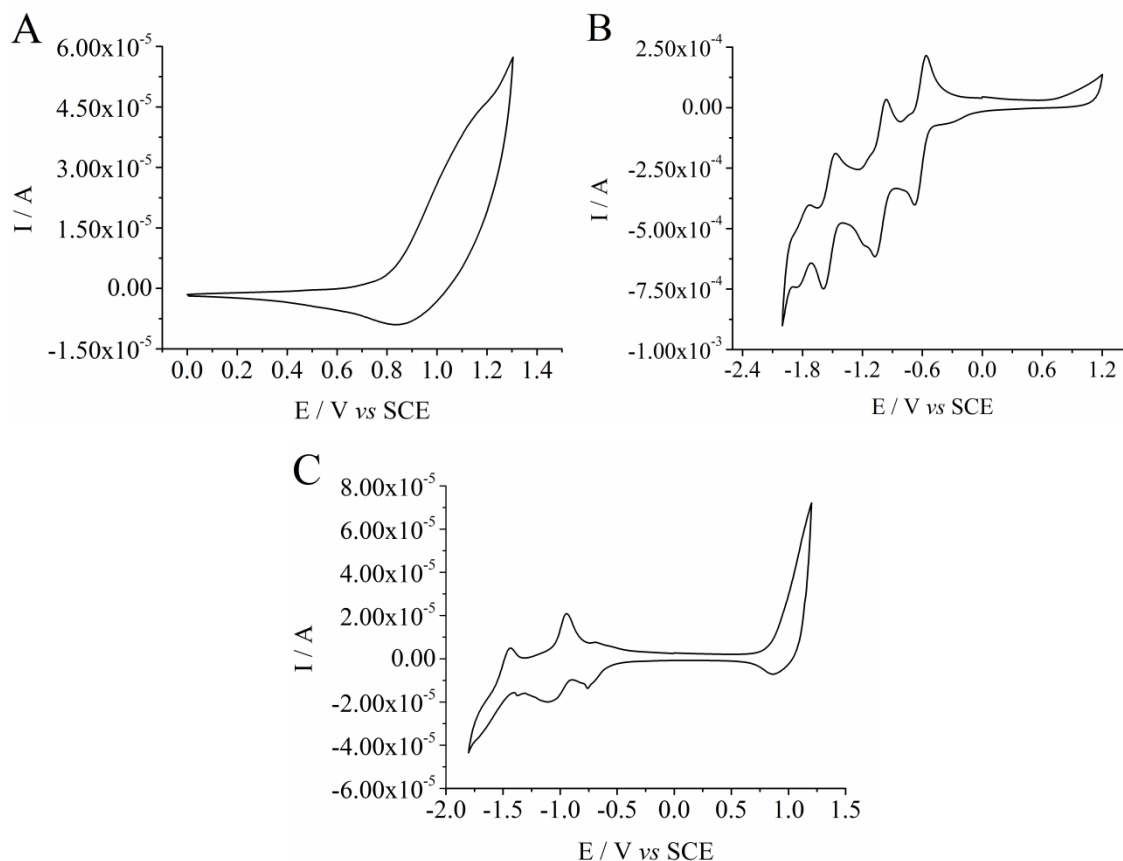 A
6.00x10⁻⁵
4.50x10⁻⁵
3.00x10⁻⁵
1.50x10⁻⁵
0.00
-1.50x10⁻⁵
I / A
0.0 0.2 0.4 0.6 0.8 1.0 1.2 1.4
E / V vs SCE
B
2.50x10⁻⁴
0.00
-2.50x10⁻⁴
-5.00x10⁻⁴
-7.50x10⁻⁴
-1.00x10⁻³
I / A
-2.4 -1.8 -1.2 -0.6 0.0 0.6 1.2
E / V vs SCE
C
8.00x10⁻⁵
6.00x10⁻⁵
4.00x10⁻⁵
2.00x10⁻⁵
0.00
-2.00x10⁻⁵
-4.00x10⁻⁵
-6.00x10⁻⁵
I / A
-2.0 -1.5 -1.0 -0.5 0.0 0.5 1.0 1.5
E / V vs SCE